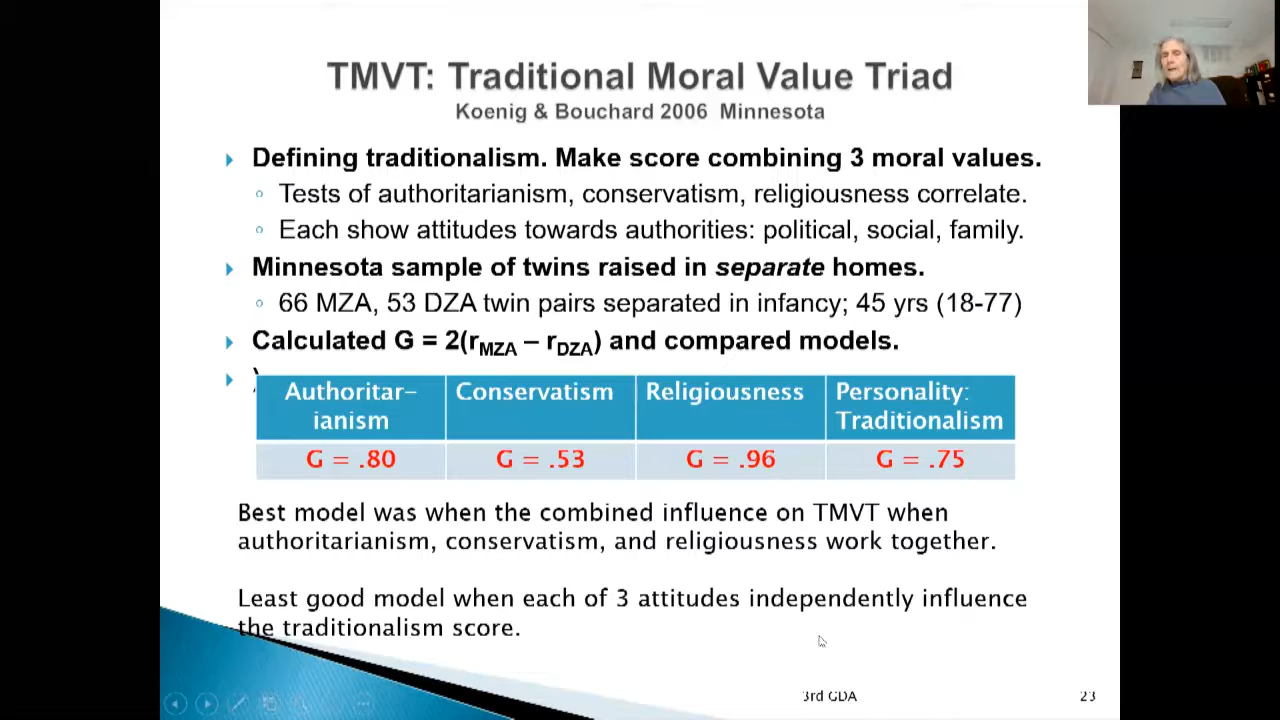 TMVT: Traditional Moral Value Triad
Koenig & Bouchard 2006 Minnesota
Defining traditionalism. Make score combining 3 moral values.
Tests of authoritarianism, conservatism, religiousness correlate.
Each show attitudes towards authorities: political, social, family.
Minnesota sample of twins raised in separate homes.
66 MZA, 53 DZA twin pairs separated in infancy; 45 yrs (18-77)
Calculated G = 2(rMZA – rDZA) and compared models.
Authoritar-
ianism
Conservatism
Religiousness
Personality:
Traditionalism
G = .80
G = .53
G = .96
G = .75
Best model was when the combined influence on TMVT when
authoritarianism, conservatism, and religiousness work together.
Least good model when each of 3 attitudes independently influence
the traditionalism score.
3rd GDA
23